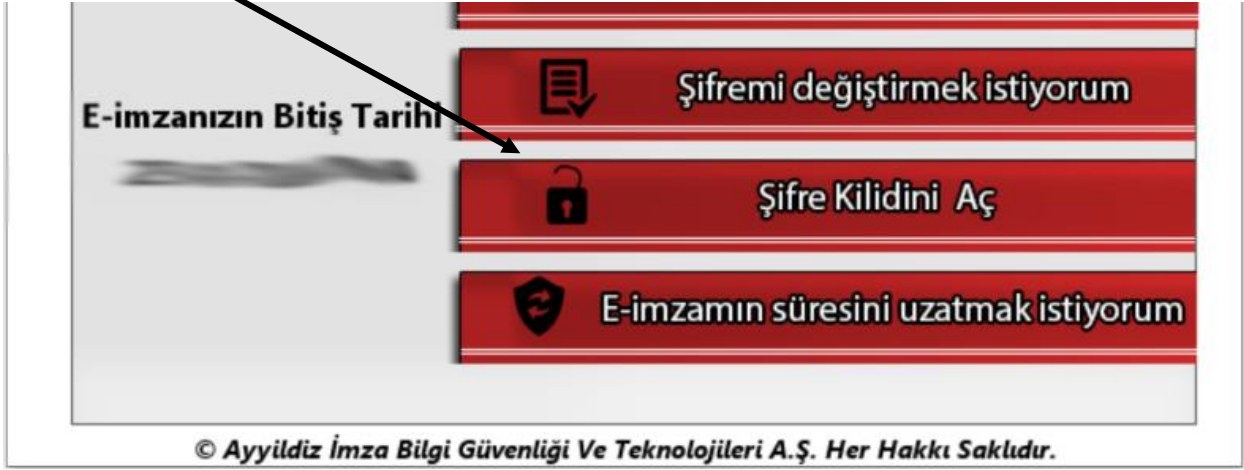 Şifremi değiştirmek istiyorum
E-imzanızın Bitiş Tarihi
Şifre Kilidini Aç
E-imzamın süresini uzatmak istiyorum
© Ayyildiz İmza Bilgi Güvenliği Ve Teknolojileri A.Ş. Her Hakkı Saklıdır.